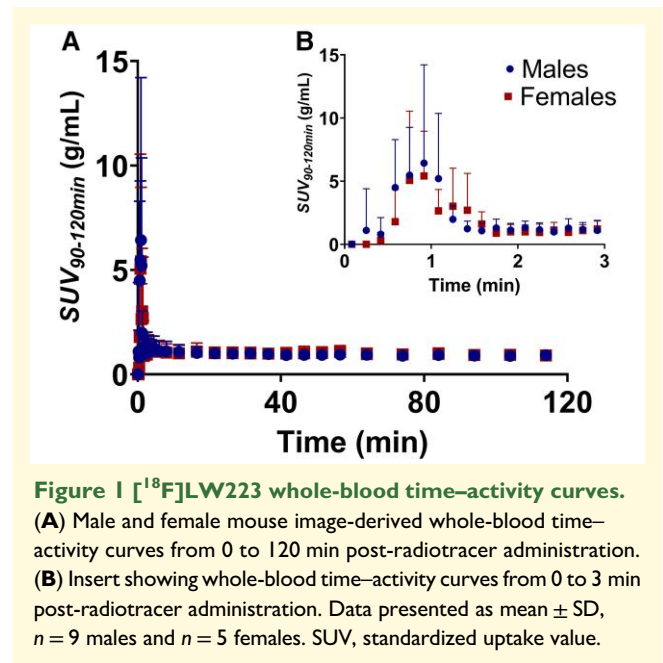 A
B
15
10
5
0
SUV90-120min (g/mL)
0
40
80
120
Time (min)
15
10
5
0
SUV90-120min (g/mL)
0
1
2
3
Time (min)
Males
Females
Figure 1 [18F]LW223 whole-blood time–activity curves.
(A) Male and female mouse image-derived whole-blood time–
activity curves from 0 to 120 min post-radiotracer administration.
(B) Insert showing whole-blood time–activity curves from 0 to 3 min
post-radiotracer administration. Data presented as mean ± SD,
n = 9 males and n = 5 females. SUV, standardized uptake value.